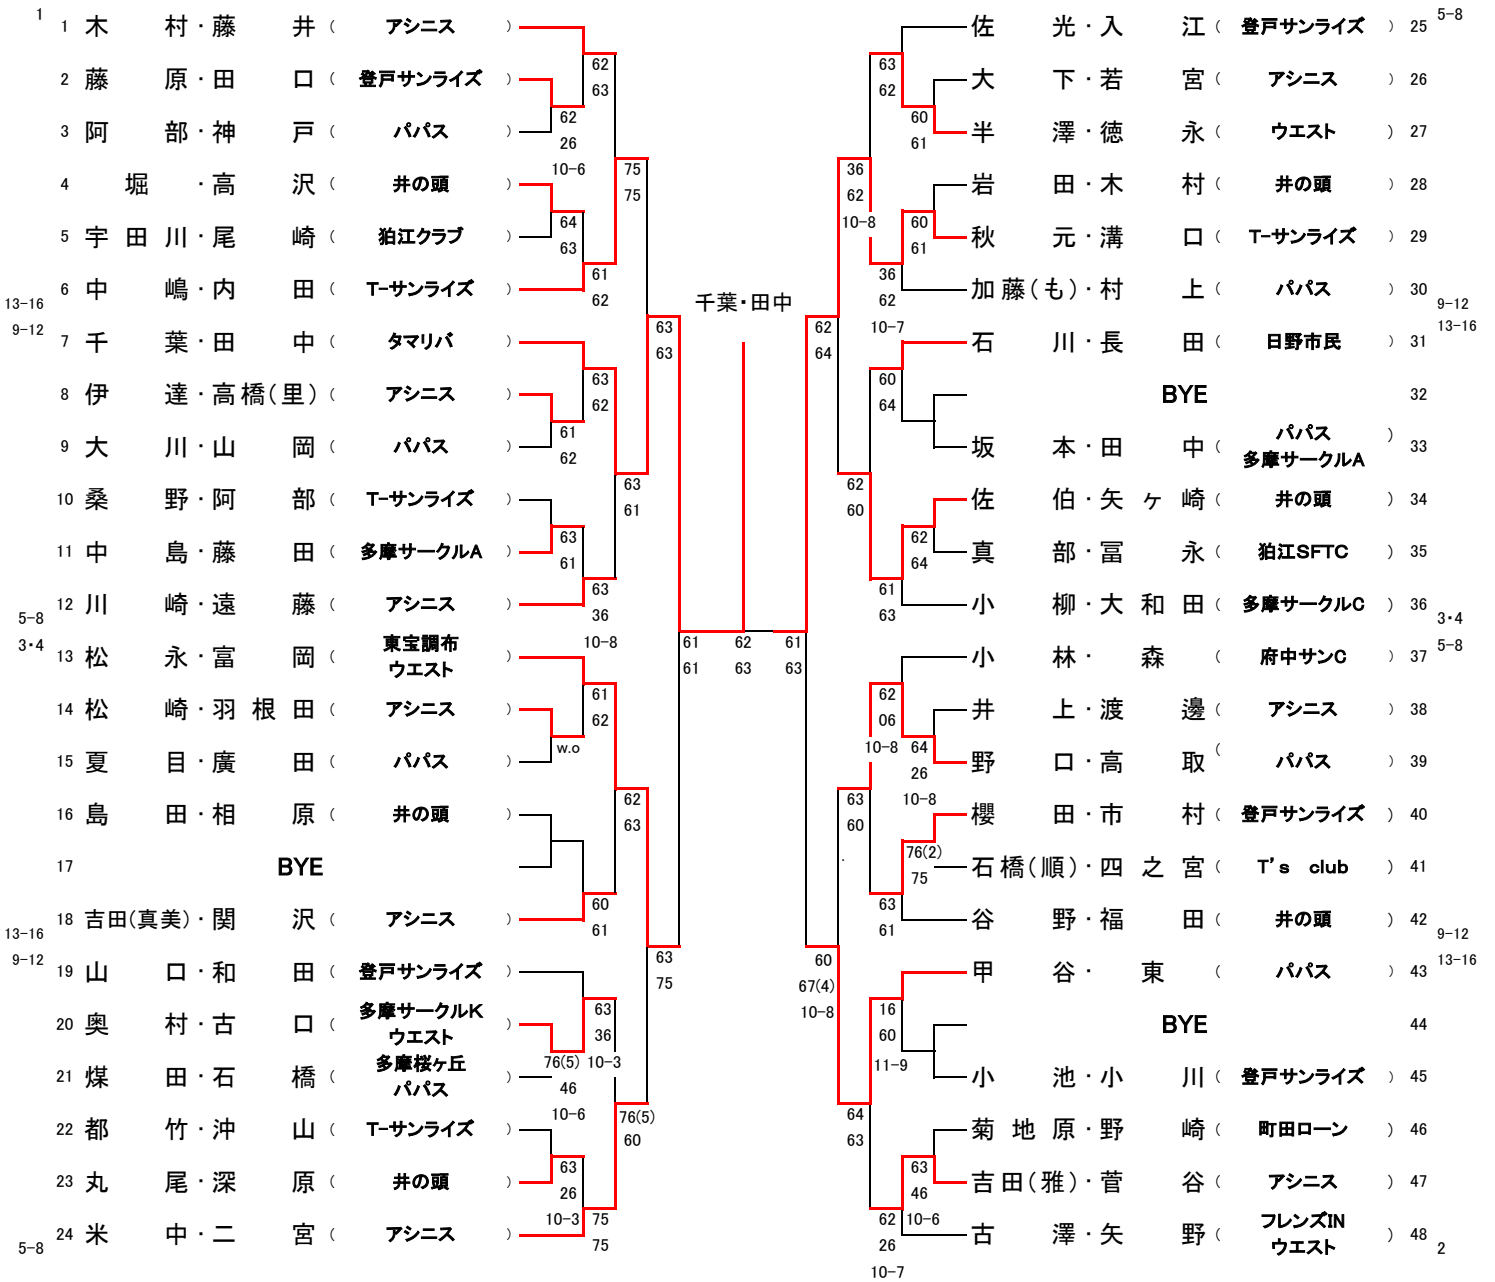 1
1 木 村・藤 井 （ アシニス ）
2 藤 原・田 口 （ 登戸サンライズ ）
3 阿 部・神 戸 （ パパス ）
4 堀 ・高 沢 （ 井の頭 ）
5 宇 田 川・尾 崎 （ 狛江クラブ ）
6 中 嶋・内 田 （ T-サンライズ ）
13-16
9-12
7 千 葉・田 中 （ タマリバ ）
8 伊 達・高橋(里) （ アシニス ）
9 大 川・山 岡 （ パパス ）
10 桑 野・阿 部 （ T-サンライズ ）
11 中 島・藤 田 （ 多摩サークルA ）
12 川 崎・遠 藤 （ アシニス ）
5-8
3・4
13 松 永・富 岡 （ 東宝調布 ウエスト ）
14 松 崎・羽 根 田 （ アシニス ）
15 夏 目・廣 田 （ パパス ）
16 島 田・相 原 （ 井の頭 ）
17 BYE
18 吉田(真美)・関 沢 （ アシニス ）
13-16
9-12
19 山 口・和 田 （ 登戸サンライズ ）
20 奥 村・古 口 （ 多摩サークルK ウエスト ）
21 煤 田・石 橋 （ 多摩桜ヶ丘 パパス ）
22 都 竹・沖 山 （ T-サンライズ ）
23 丸 尾・深 原 （ 井の頭 ）
24 米 中・二 宮 （ アシニス ）
5-8
62
26
10-6
64
63
61
62
63
61
w.o
76(5)
46
10-6
63
26
10-3
62
63
61
62
63
62
63
36
10-8
61
62
60
61
63
36
10-3
75
75
75
75
63
61
62
63
76(5)
60
63
63
63
75
61
61
千葉・田中
62
63
61
63
62
64
60
67(4)
10-8
36
62
10-8
62
60
63
60
64
63
63
62
36
62
10-7
60
64
61
63
62
06
10-8
63
61
16
60
11-9
62
26
10-7
60
61
60
61
62
64
64
26
10-8
76(2)
75
63
46
10-6
佐 光・入 江 （ 登戸サンライズ ） 25
5-8
大 下・若 宮 （ アシニス ） 26
半 澤・徳 永 （ ウエスト ） 27
岩 田・木 村 （ 井の頭 ） 28
秋 元・溝 口 （ T-サンライズ ） 29
加藤(も)・村 上 （ パパス ） 30
9-12
13-16
石 川・長 田 （ 日野市民 ） 31
BYE 32
坂 本・田 中 （ パパス 多摩サークルA ） 33
佐 伯・矢 ヶ 崎 （ 井の頭 ） 34
真 部・冨 永 （ 狛江SFTC ） 35
小 柳・大 和 田 （ 多摩サークルC ） 36
3・4
5-8
小 林・ 森 （ 府中サンC ） 37
井 上・渡 邊 （ アシニス ） 38
野 口・高 取 （ パパス ） 39
櫻 田・市 村 （ 登戸サンライズ ） 40
石橋(順)・四 之 宮 （ T's club ） 41
谷 野・福 田 （ 井の頭 ） 42
9-12
13-16
甲 谷・ 東 （ パパス ） 43
BYE 44
小 池・小 川 （ 登戸サンライズ ） 45
菊 地 原・野 崎 （ 町田ローン ） 46
吉田(雅)・菅 谷 （ アシニス ） 47
古 澤・矢 野 （ フレンズIN ウエスト ） 48
2